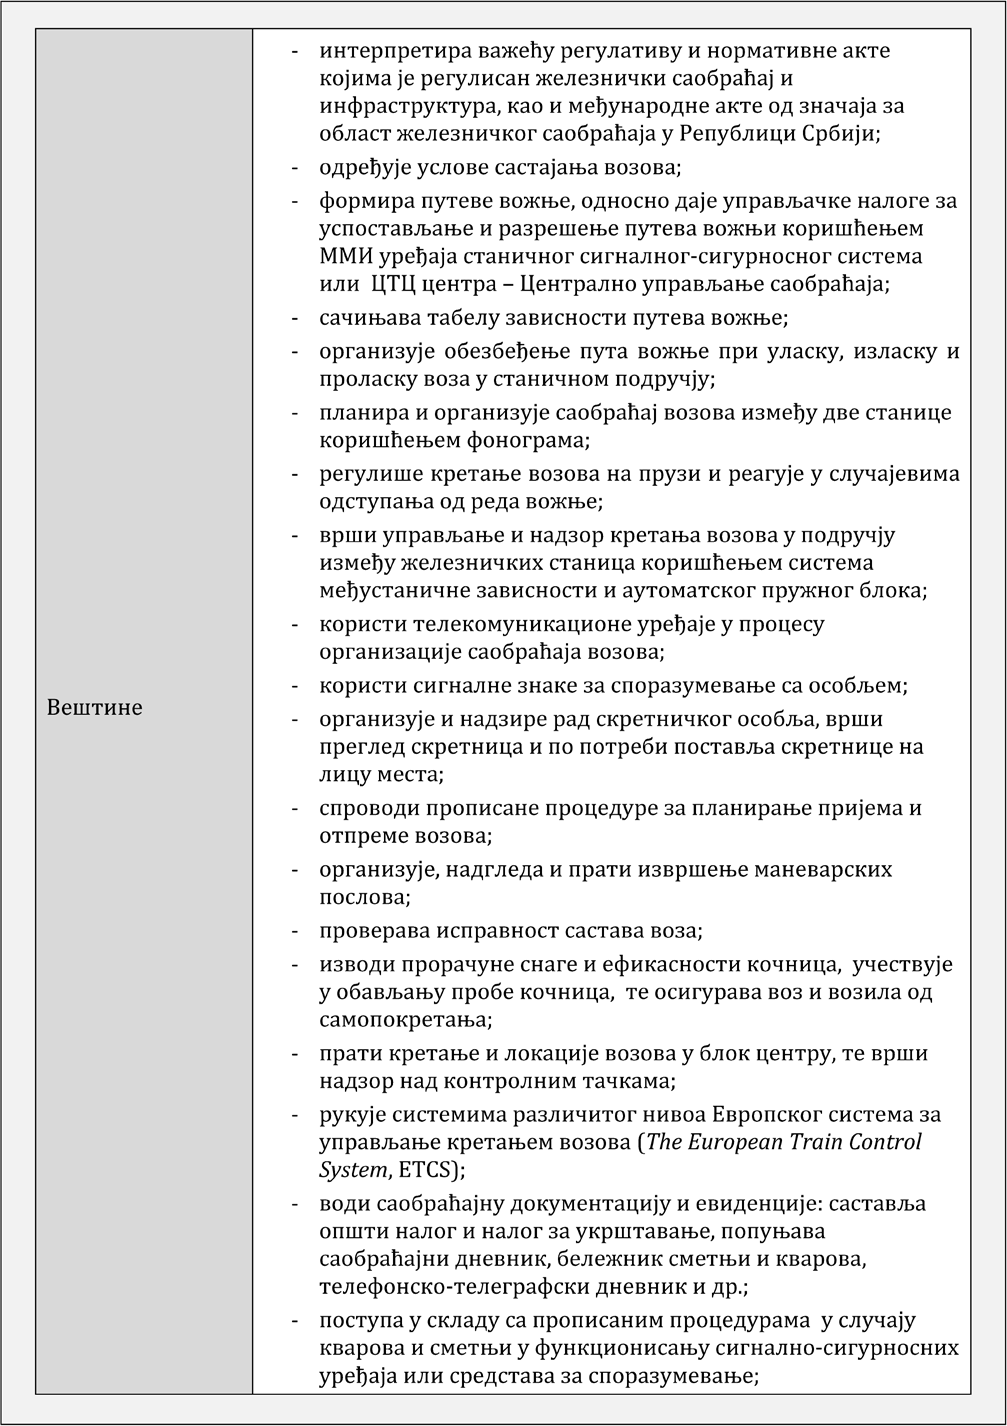 Вештине
- интерпретира важећу регулативу и нормативне акте
којима је регулисан железнички саобраћај и
инфраструктура, као и међународне акте од значаја за
област железничког саобраћаја у Републици Србији;
- одређује услове састајања возова;
- формира путеве вожње, односно даје управљачке налоге за
успостављање и разрешење путева вожњи коришћењем
ММИ уређаја станичног сигналног-сигурносног система
или  ЦТЦ центра – Централно управљање саобраћаја;
- сачињава табелу зависности путева вожње;
- организује обезбеђење пута вожње при уласку, изласку и
проласку воза у станичном подручју;
- планира и организује саобраћај возова између две станице
коришћењем фонограма;
- регулише кретање возова на прузи и реагује у случајевима
одступања од реда вожње;
- врши управљање и надзор кретања возова у подручју
између железничких станица коришћењем система
међустаничне зависности и аутоматског пружног блока;
- користи телекомуникационе уређаје у процесу
организације саобраћаја возова;
- користи сигналне знаке за споразумевање са особљем;
- организује и надзире рад скретничког особља, врши
преглед скретница и по потреби поставља скретнице на
лицу места;
- спроводи прописане процедуре за планирање пријема и
отпреме возова;
- организује, надгледа и прати извршење маневарских
послова;
- проверава исправност састава воза;
- изводи прорачуне снаге и ефикасности кочница,  учествује
у обављању пробе кочница,  те осигурава воз и возила од
самопокретања;
- прати кретање и локације возова у блок центру, те врши
надзор над контролним тачкама;
- рукује системима различитог нивоа Европског система за
управљање кретањем возова (The European Train Control
System, ETCS);
- води саобраћајну документацију и евиденције: саставља
општи налог и налог за укрштавање, попуњава
саобраћајни дневник, бележник сметњи и кварова,
телефонско-телеграфски дневник и др.;
- поступа у складу са прописаним процедурама  у случају
кварова и сметњи у функционисању сигнално-сигурносних
уређаја или средстава за споразумевање;